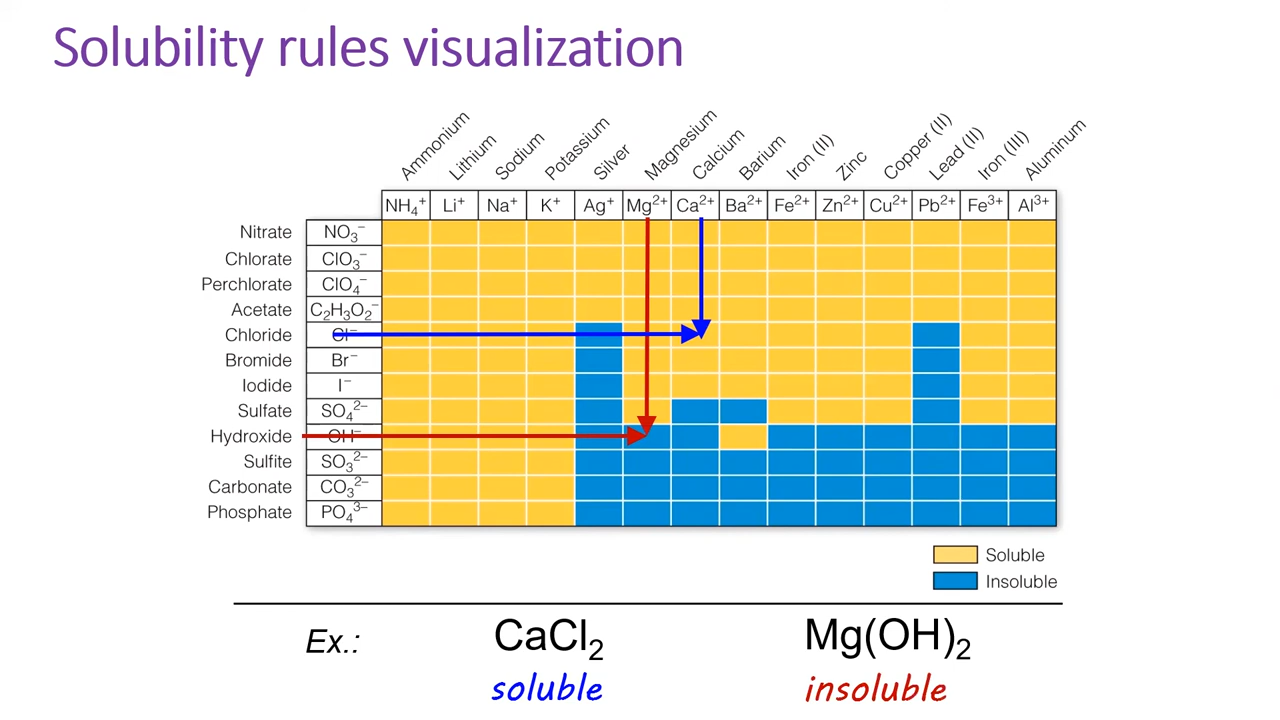 Solubility rules visualization
Ammonium Lithium Sodium Potassium Silver Magnesium Calcium Barium Iron (II) Zinc Copper (II) Lead (II) Iron (III) Aluminum
NH₄⁺ Li⁺ Na⁺ K⁺ Ag⁺ Mg²⁺ Ca²⁺ Ba²⁺ Fe²⁺ Zn²⁺ Cu²⁺ Pb²⁺ Fe³⁺ Al³⁺
Nitrate NO₃⁻
Chlorate ClO₃⁻
Perchlorate ClO₄⁻
Acetate C₂H₃O₂⁻
Chloride Cl⁻
Bromide Br⁻
Iodide I⁻
Sulfate SO₄²⁻
Hydroxide OH⁻
Sulfite SO₃²⁻
Carbonate CO₃²⁻
Phosphate PO₄³⁻
Soluble
Insoluble
Ex.: CaCl₂ Mg(OH)₂
soluble insoluble